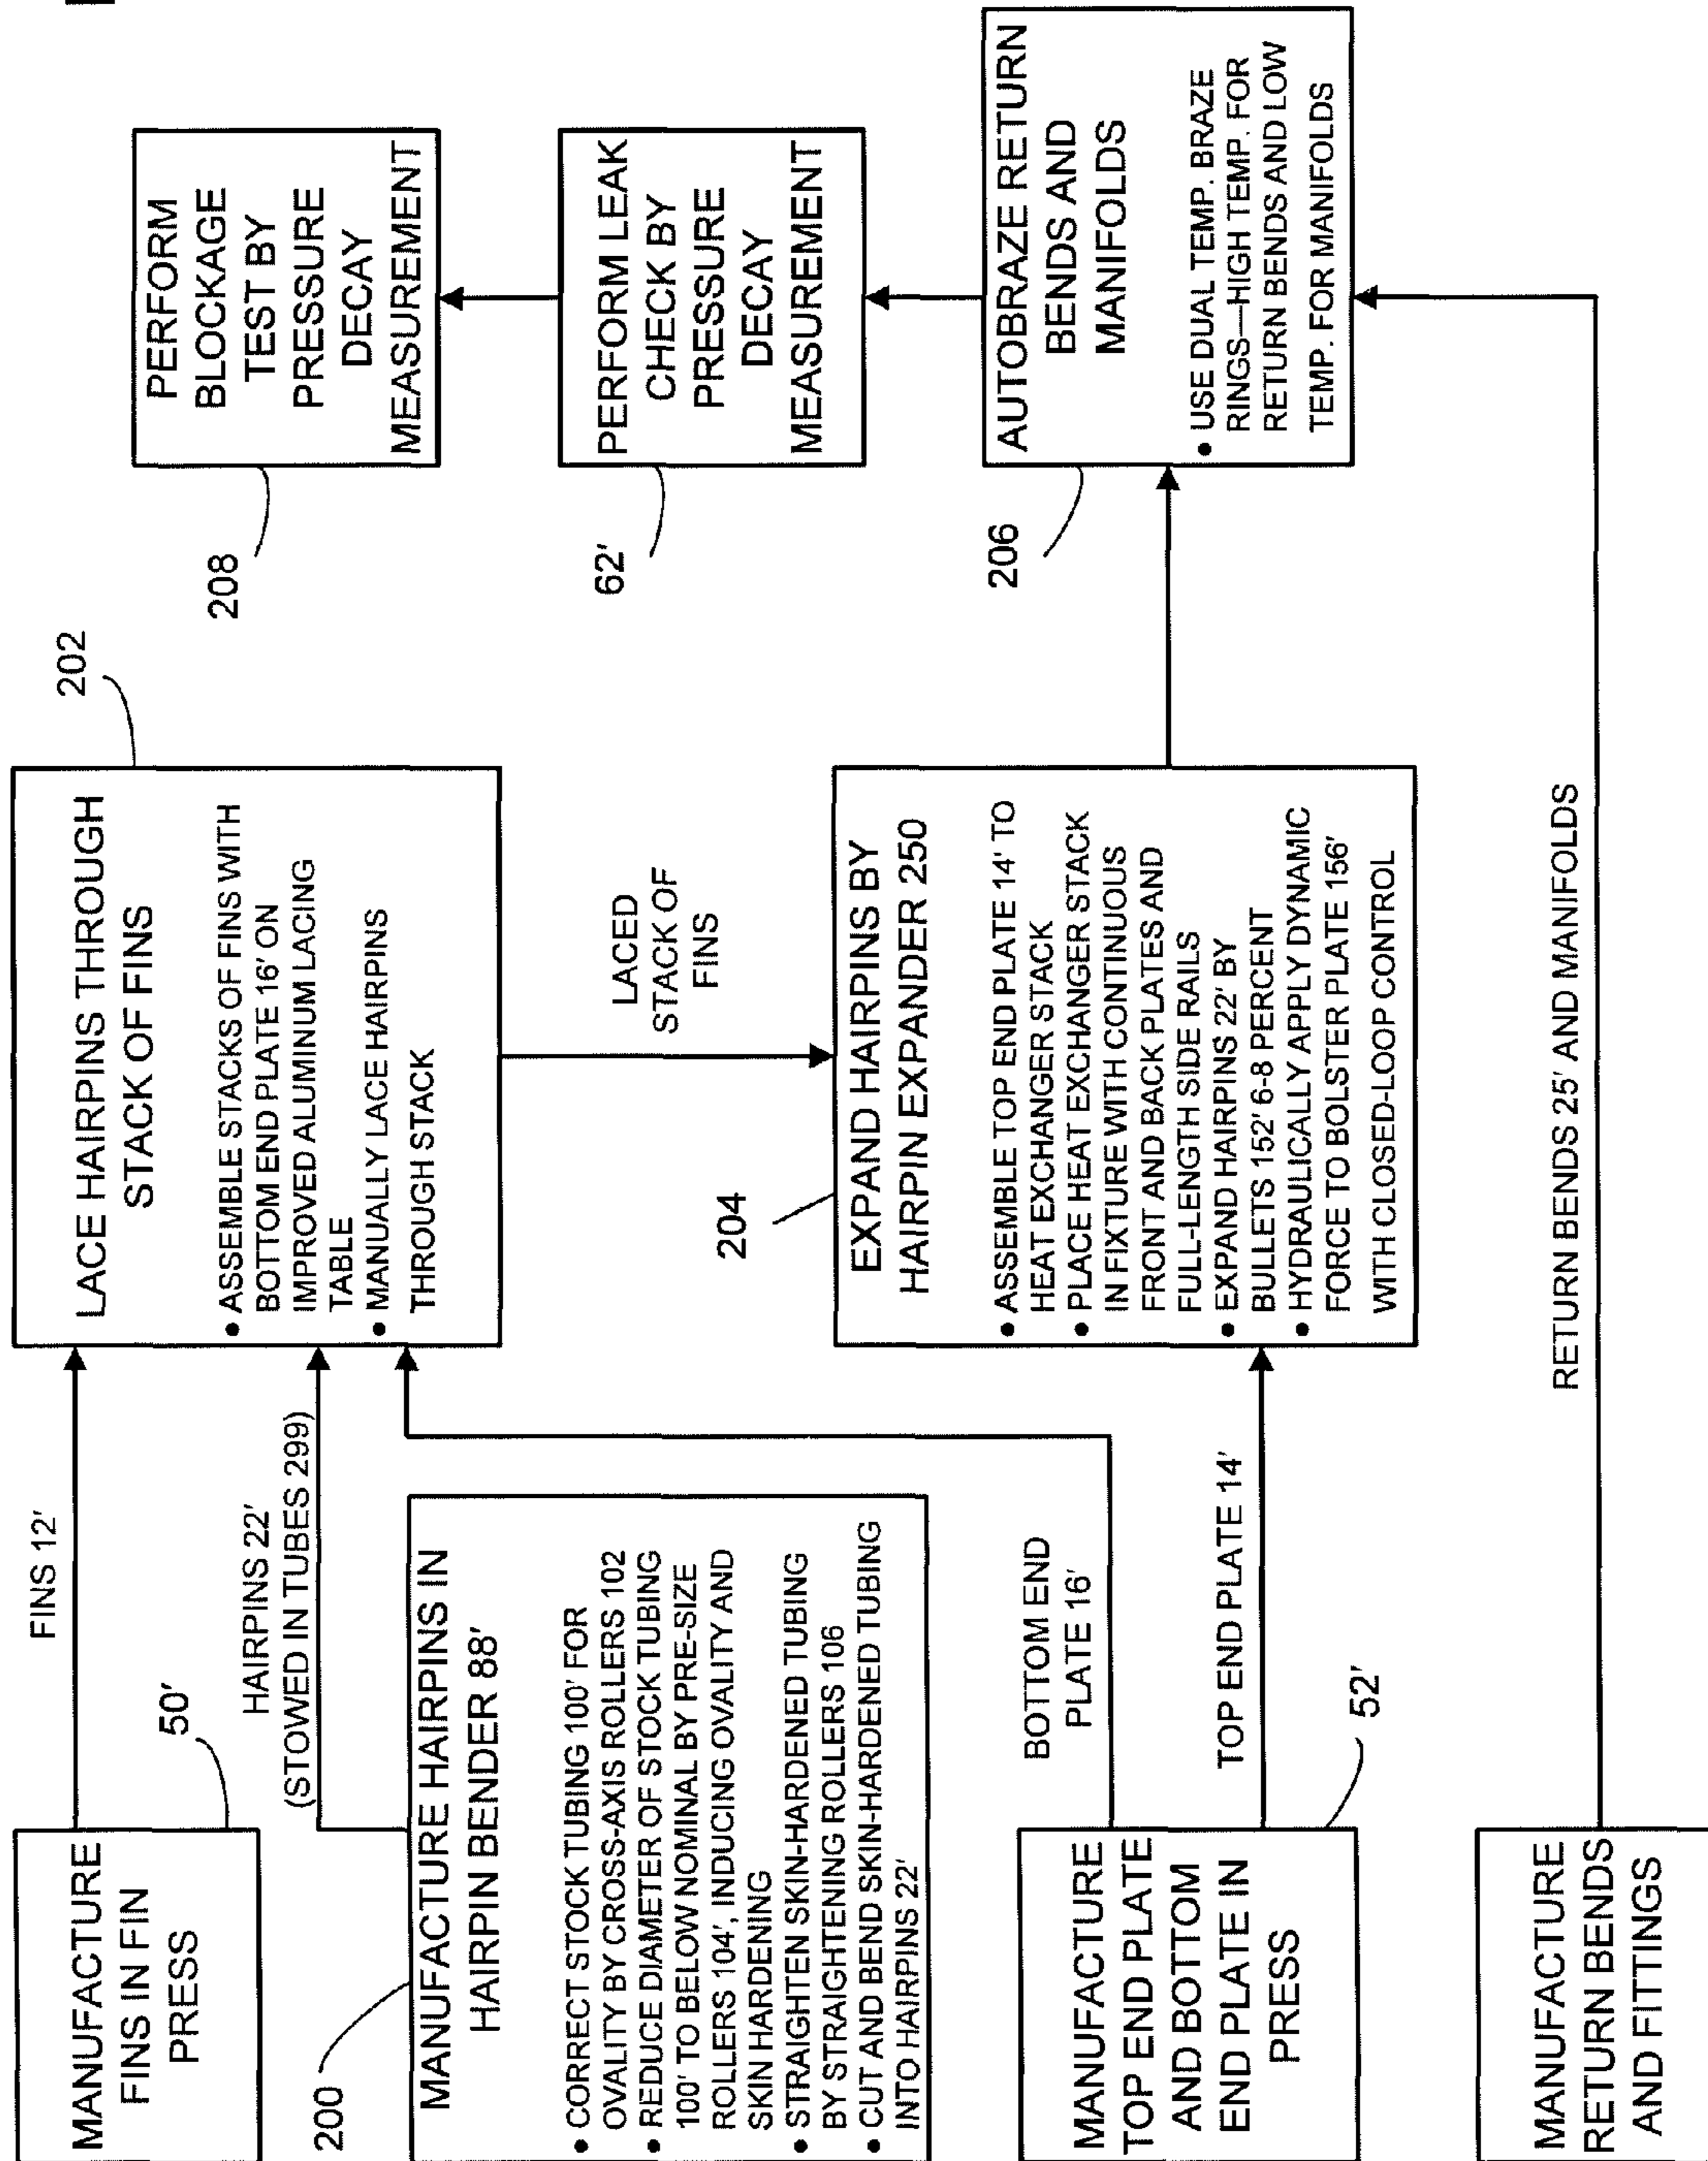 MANUFACTURE
FINS IN FIN
PRESS
50′
FINS 12′
200
MANUFACTURE HAIRPINS IN
HAIRPIN BENDER 88′
• CORRECT STOCK TUBING 100′ FOR
OVALITY BY CROSS-AXIS ROLLERS 102
• REDUCE DIAMETER OF STOCK TUBING
100′ TO BELOW NOMINAL BY PRE-SIZE
ROLLERS 104′, INDUCING OVALITY AND
SKIN HARDENING
• STRAIGHTEN SKIN-HARDENED TUBING
BY STRAIGHTENING ROLLERS 106
• CUT AND BEND SKIN-HARDENED TUBING
INTO HAIRPINS 22′
HAIRPINS 22′
(STOWED IN TUBES 299)
MANUFACTURE
TOP END PLATE
AND BOTTOM
END PLATE IN
PRESS
52′
BOTTOM END
PLATE 16′
TOP END PLATE 14′
MANUFACTURE
RETURN BENDS
AND FITTINGS
RETURN BENDS 25′ AND MANIFOLDS
202
LACE HAIRPINS THROUGH
STACK OF FINS
• ASSEMBLE STACKS OF FINS WITH
BOTTOM END PLATE 16′ ON
IMPROVED ALUMINUM LACING
TABLE
• MANUALLY LACE HAIRPINS
THROUGH STACK
LACED
STACK OF
FINS
204
EXPAND HAIRPINS BY
HAIRPIN EXPANDER 250
• ASSEMBLE TOP END PLATE 14′ TO
HEAT EXCHANGER STACK
• PLACE HEAT EXCHANGER STACK
IN FIXTURE WITH CONTINUOUS
FRONT AND BACK PLATES AND
FULL-LENGTH SIDE RAILS
• EXPAND HAIRPINS 22′ BY
BULLETS 152′ 6-8 PERCENT
• HYDRAULICALLY APPLY DYNAMIC
FORCE TO BOLSTER PLATE 156′
WITH CLOSED-LOOP CONTROL
208
PERFORM
BLOCKAGE
TEST BY
PRESSURE
DECAY
MEASUREMENT
62′
PERFORM LEAK
CHECK BY
PRESSURE
DECAY
MEASUREMENT
206
AUTOBRAZE RETURN
BENDS AND
MANIFOLDS
• USE DUAL TEMP. BRAZE
RINGS—HIGH TEMP. FOR
RETURN BENDS AND LOW
TEMP. FOR MANIFOLDS